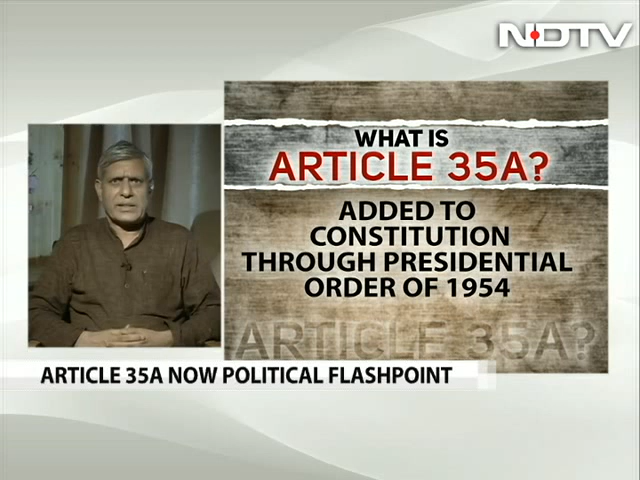 NDTV
WHAT IS
ARTICLE 35A?
ADDED TO
CONSTITUTION
THROUGH PRESIDENTIAL
ORDER OF 1954
ARTICLE 35A?
ARTICLE 35A NOW POLITICAL FLASHPOINT